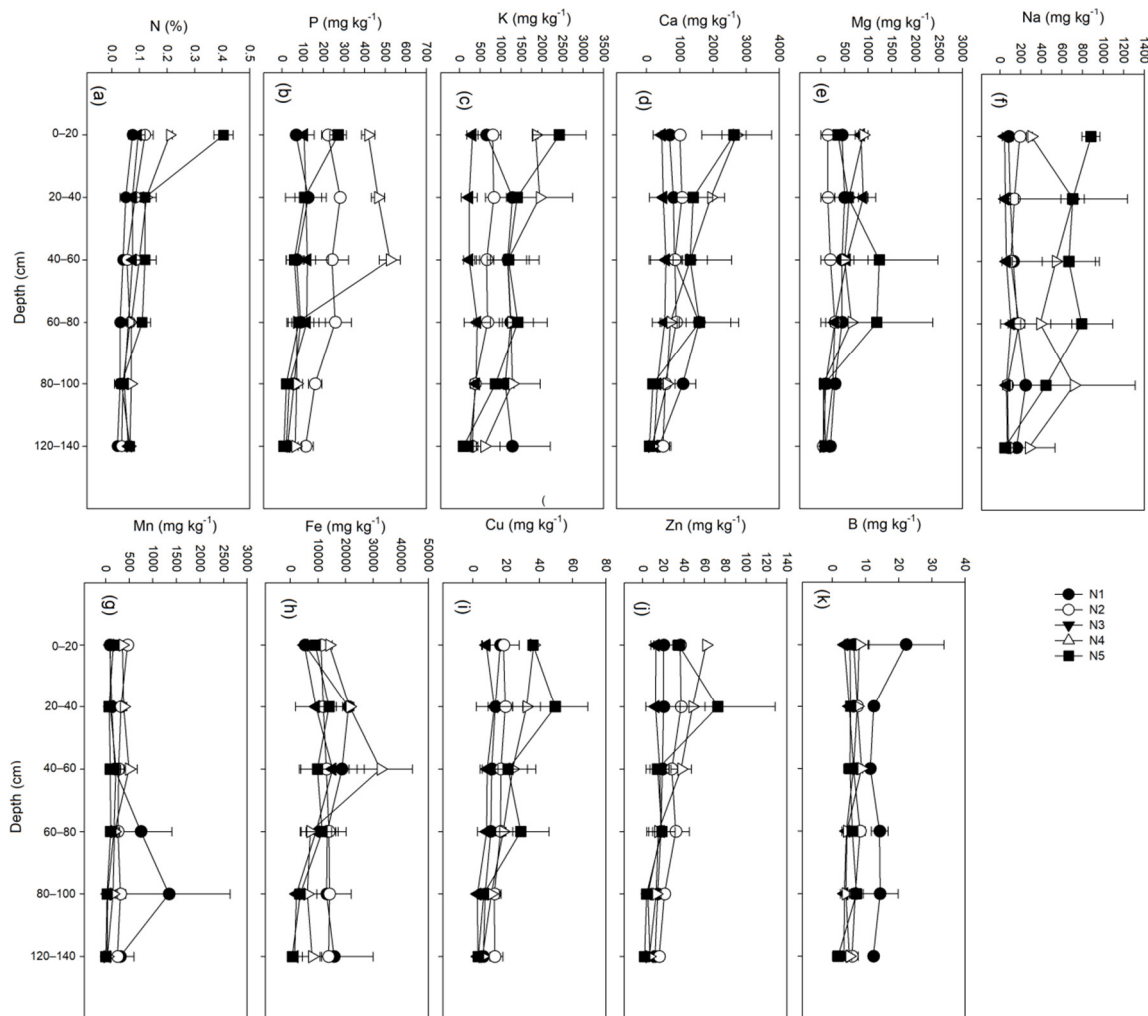 N (%)
0.0 0.1 0.2 0.3 0.4 0.5
(a)
P (mg kg⁻¹)
0 100 200 300 400 500 600 700
(b)
K (mg kg⁻¹)
0 500 1000 1500 2000 2500 3000 3500
(c)
(
Ca (mg kg⁻¹)
0 1000 2000 3000 4000
(d)
Mg (mg kg⁻¹)
0 500 1000 1500 2000 2500 3000
(e)
Na (mg kg⁻¹)
0 200 400 600 800 1000 1200 1400
(f)
Depth (cm)
0–20
20–40
40–60
60–80
80–100
120–140
Mn (mg kg⁻¹)
0 500 1000 1500 2000 2500 3000
(g)
Fe (mg kg⁻¹)
0 10000 20000 30000 40000 50000
(h)
Cu (mg kg⁻¹)
0 20 40 60 80
(i)
Zn (mg kg⁻¹)
0 20 40 60 80 100 120 140
(j)
B (mg kg⁻¹)
0 10 20 30 40
(k)
Depth (cm)
0–20
20–40
40–60
60–80
80–100
120–140
N1
N2
N3
N4
N5